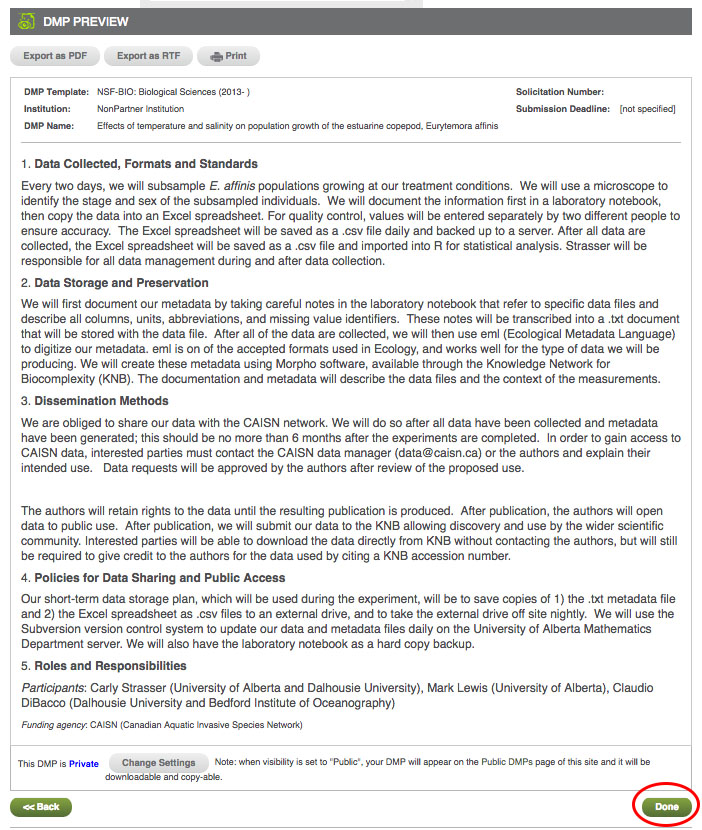 DMP PREVIEW
Export as PDF
Export as RTF
Print
DMP Template: NSF-BIO: Biological Sciences (2013- )
Solicitation Number:
Institution: NonPartner Institution
Submission Deadline: [not specified]
DMP Name: Effects of temperature and salinity on population growth of the estuarine copepod, Eurytemora affinis
1. Data Collected, Formats and Standards
Every two days, we will subsample E. affinis populations growing at our treatment conditions. We will use a microscope to
identify the stage and sex of the subsampled individuals. We will document the information first in a laboratory notebook,
then copy the data into an Excel spreadsheet. For quality control, values will be entered separately by two different people to
ensure accuracy. The Excel spreadsheet will be saved as a .csv file daily and backed up to a server. After all data are
collected, the Excel spreadsheet will be saved as a .csv file and imported into R for statistical analysis. Strasser will be
responsible for all data management during and after data collection.
2. Data Storage and Preservation
We will first document our metadata by taking careful notes in the laboratory notebook that refer to specific data files and
describe all columns, units, abbreviations, and missing value identifiers. These notes will be transcribed into a .txt document
that will be stored with the data file. After all of the data are collected, we will then use eml (Ecological Metadata Language)
to digitize our metadata. eml is on of the accepted formats used in Ecology, and works well for the type of data we will be
producing. We will create these metadata using Morpho software, available through the Knowledge Network for
Biocomplexity (KNB). The documentation and metadata will describe the data files and the context of the measurements.
3. Dissemination Methods
We are obliged to share our data with the CAISN network. We will do so after all data have been collected and metadata
have been generated; this should be no more than 6 months after the experiments are completed. In order to gain access to
CAISN data, interested parties must contact the CAISN data manager (data@caisn.ca) or the authors and explain their
intended use. Data requests will be approved by the authors after review of the proposed use.
The authors will retain rights to the data until the resulting publication is produced. After publication, the authors will open
data to public use. After publication, we will submit our data to the KNB allowing discovery and use by the wider scientific
community. Interested parties will be able to download the data directly from KNB without contacting the authors, but will still
be required to give credit to the authors for the data used by citing a KNB accession number.
4. Policies for Data Sharing and Public Access
Our short-term data storage plan, which will be used during the experiment, will be to save copies of 1) the .txt metadata file
and 2) the Excel spreadsheet as .csv files to an external drive, and to take the external drive off site nightly. We will use the
Subversion version control system to update our data and metadata files daily on the University of Alberta Mathematics
Department server. We will also have the laboratory notebook as a hard copy backup.
5. Roles and Responsibilities
Participants: Carly Strasser (University of Alberta and Dalhousie University), Mark Lewis (University of Alberta), Claudio
DiBacco (Dalhousie University and Bedford Institute of Oceanography)
Funding agency: CAISN (Canadian Aquatic Invasive Species Network)
This DMP is Private
Change Settings
Note: when visibility is set to "Public", your DMP will appear on the Public DMPs page of this site and it will be
downloadable and copy-able.
<< Back
Done